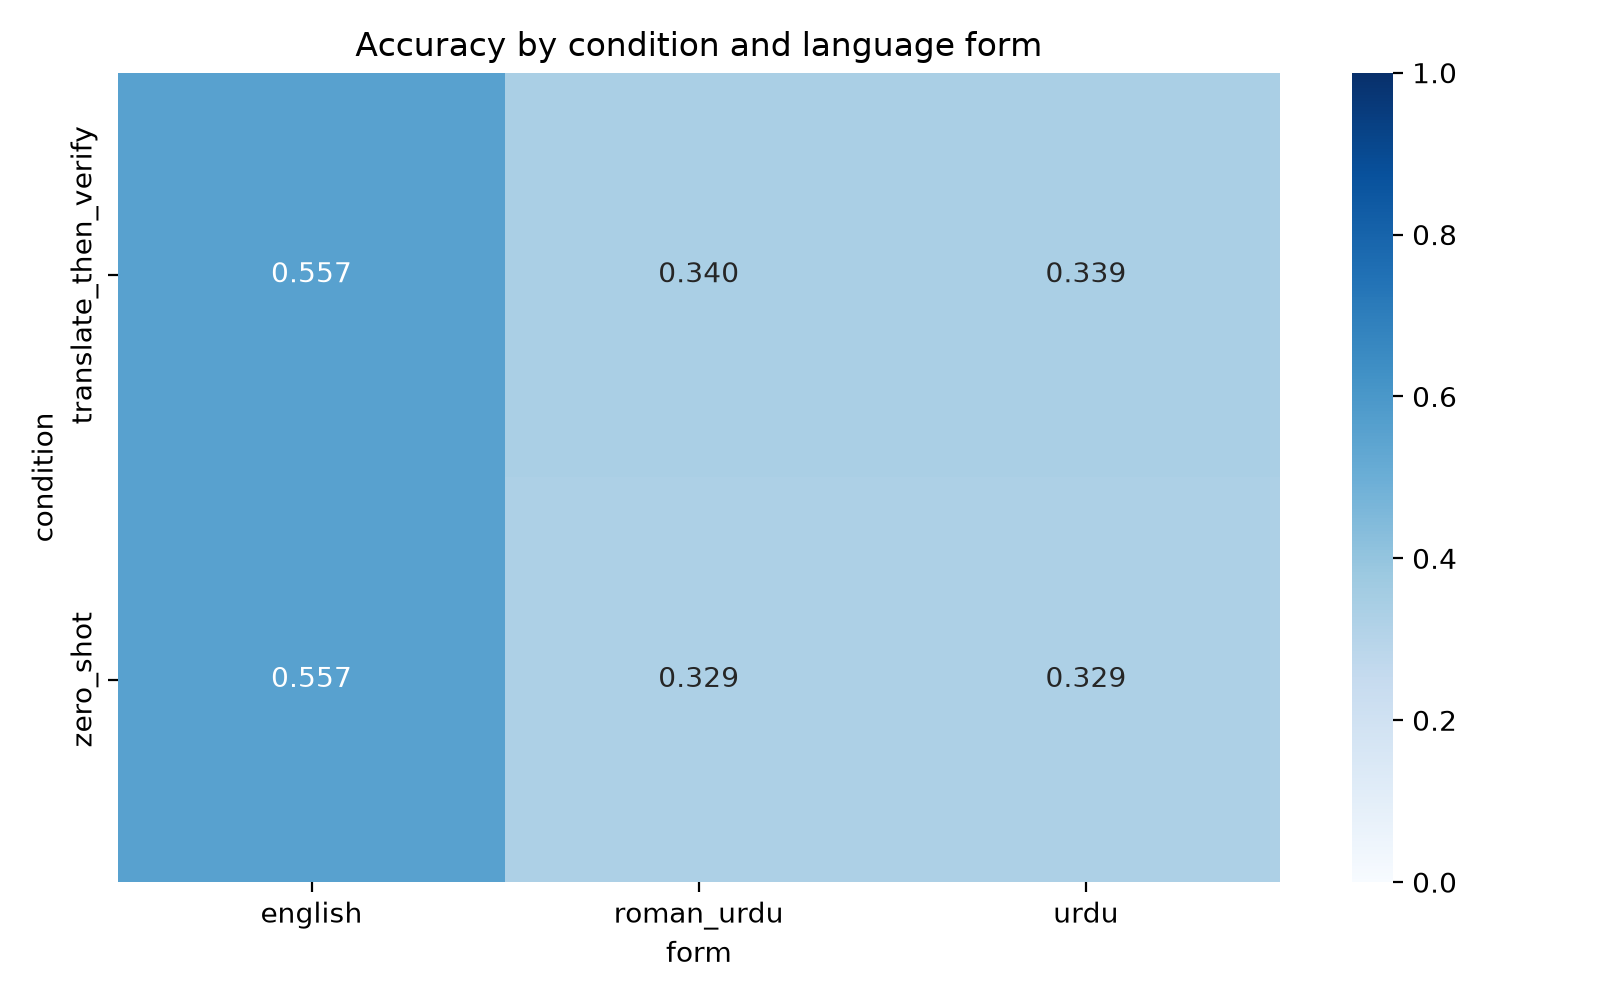 Accuracy by condition and language form
condition
translate_then_verify
zero_shot
0.557 0.340 0.339
0.557 0.329 0.329
english roman_urdu urdu
form
1.0
0.8
0.6
0.4
0.2
0.0